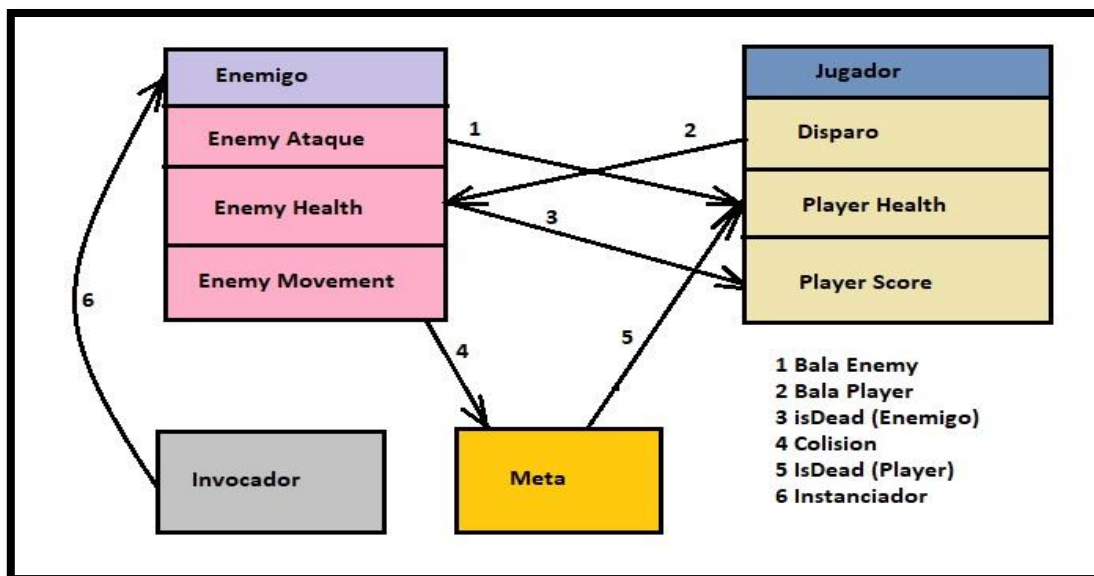 Enemigo
Enemy Ataque
Enemy Health
Enemy Movement
Jugador
Disparo
Player Health
Player Score
1
2
3
4
5
6
Invocador
Meta
1 Bala Enemy
2 Bala Player
3 isDead (Enemigo)
4 Colision
5 IsDead (Player)
6 Instanciador